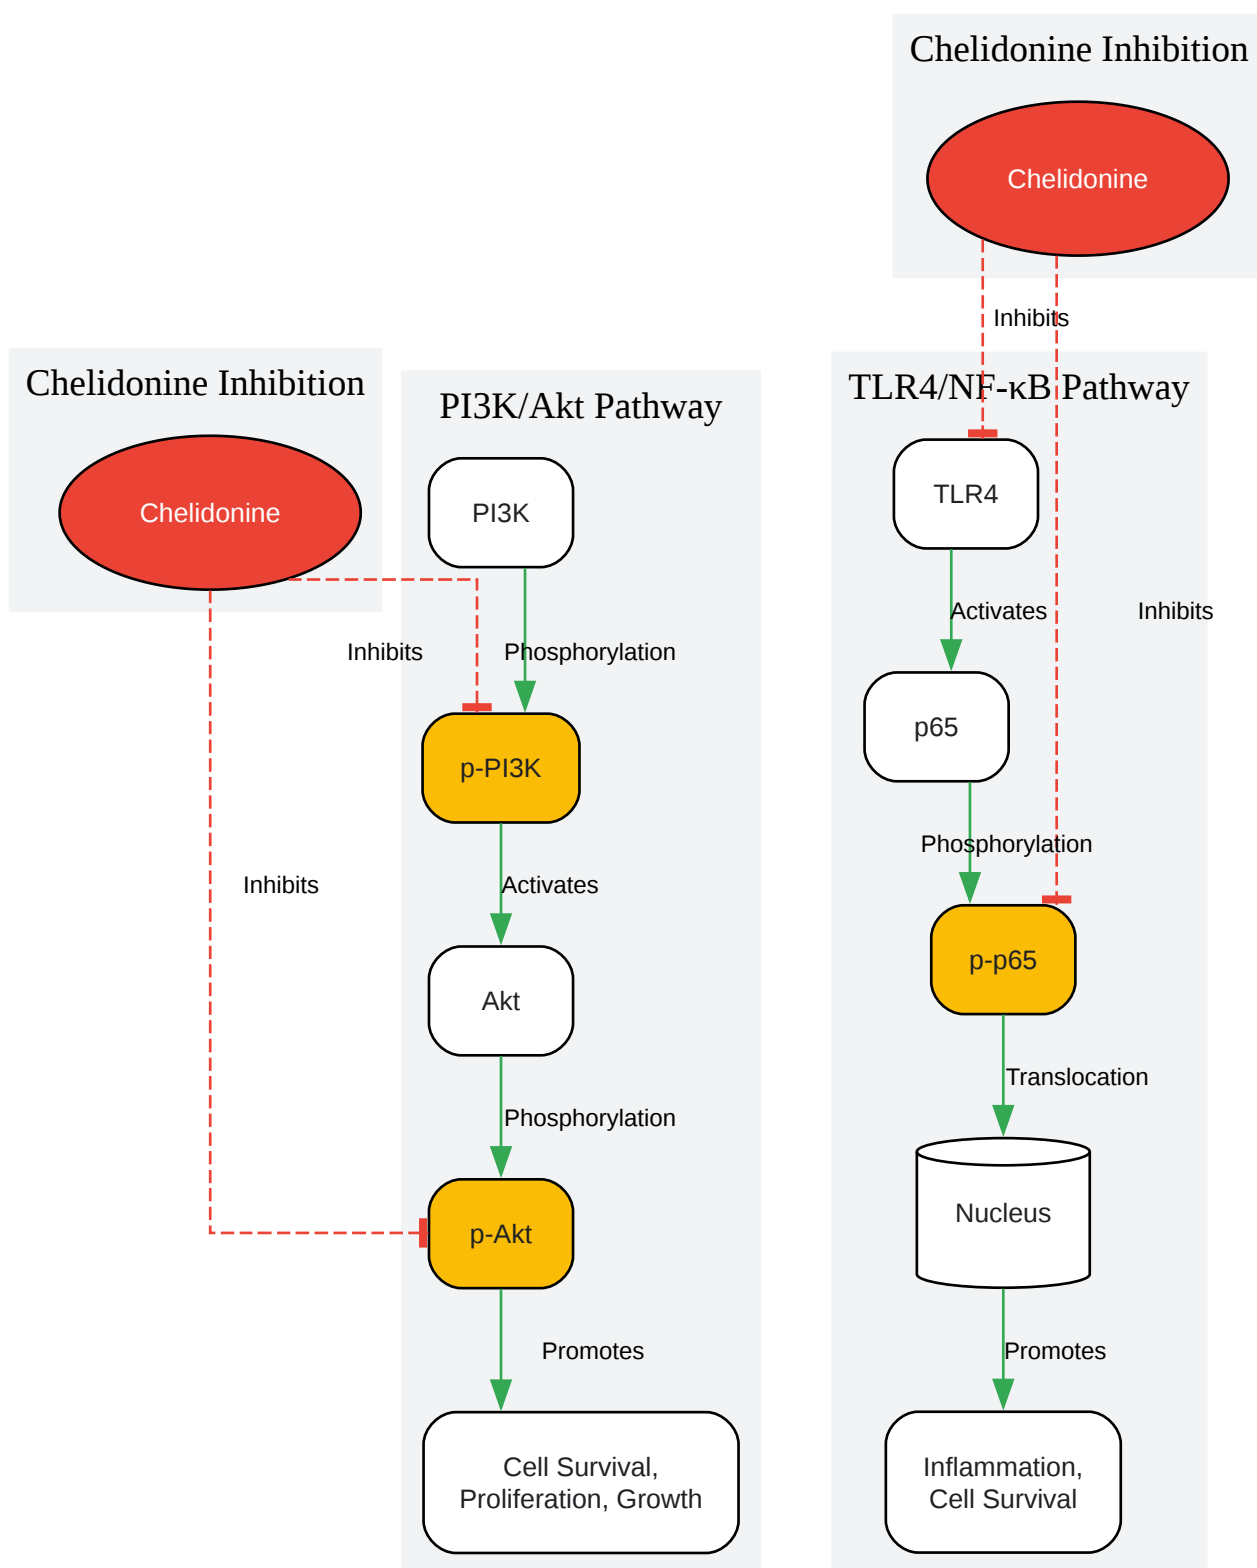 Chelidonine Inhibition
Chelidonine
Inhibits
Inhibits
Chelidonine Inhibition
PI3K/Akt Pathway
PI3K
Phosphorylation
p-PI3K
Activates
Akt
Phosphorylation
p-Akt
Promotes
Cell Survival,
Proliferation, Growth
Chelidonine
Inhibits
Inhibits
TLR4/NF-κB Pathway
TLR4
Activates
p65
Phosphorylation
p-p65
Translocation
Nucleus
Promotes
Inflammation,
Cell Survival